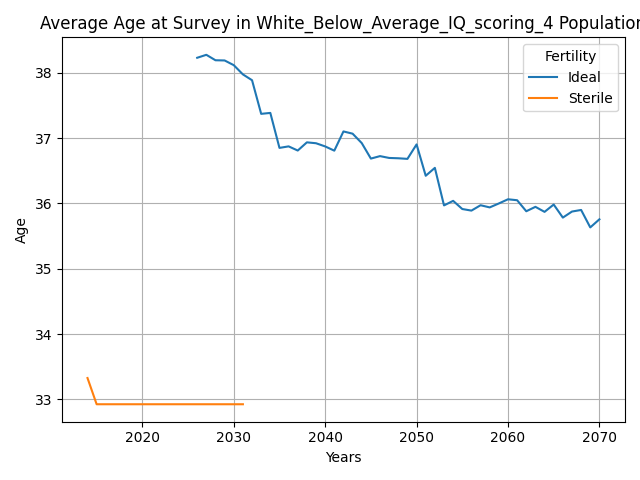 Average Age at Survey in White_Below_Average_IQ_scoring_4 Population
Fertility
Ideal
Sterile
38
37
36
35
34
33
Age
2020 2030 2040 2050 2060 2070
Years